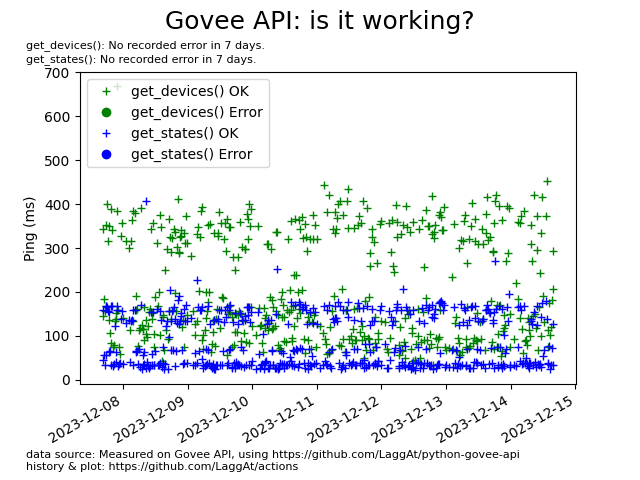 Govee API: is it working?
get_devices(): No recorded error in 7 days.
get_states(): No recorded error in 7 days.
700
600
500
400
300
200
100
0
Ping (ms)
get_devices() OK
get_devices() Error
get_states() OK
get_states() Error
2023-12-08
2023-12-09
2023-12-10
2023-12-11
2023-12-12
2023-12-13
2023-12-14
2023-12-15
data source: Measured on Govee API, using https://github.com/LaggAt/python-govee-api
history & plot: https://github.com/LaggAt/actions